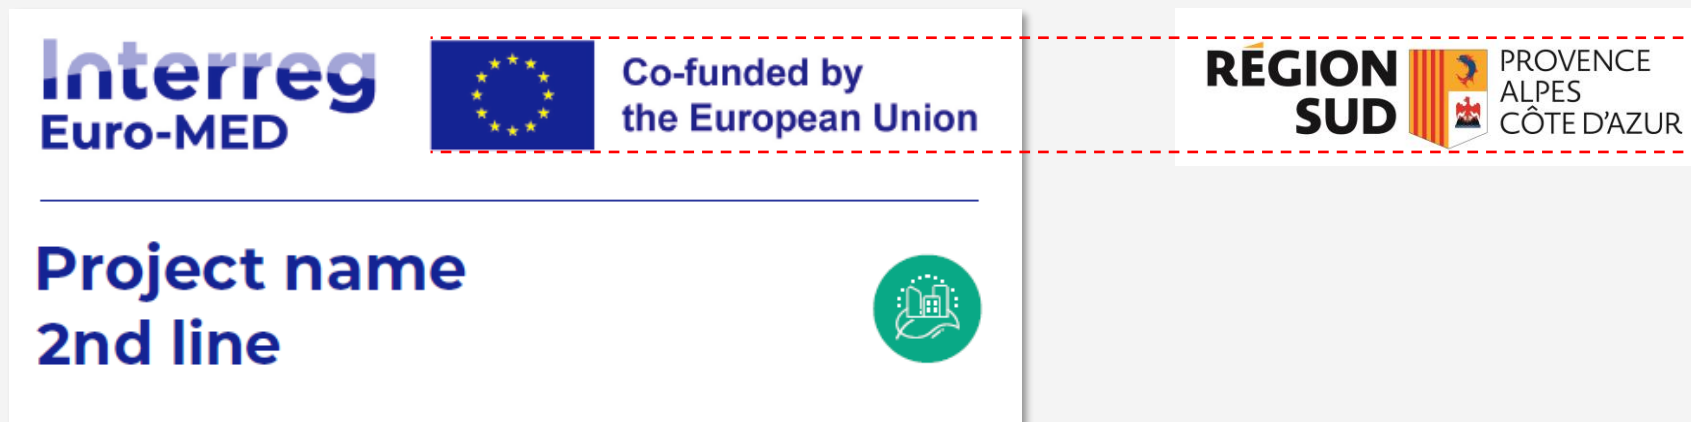 Interreg
Euro-MED
Co-funded by
the European Union
RÉGION
SUD
PROVENCE
ALPES
CÔTE D'AZUR
Project name
2nd line